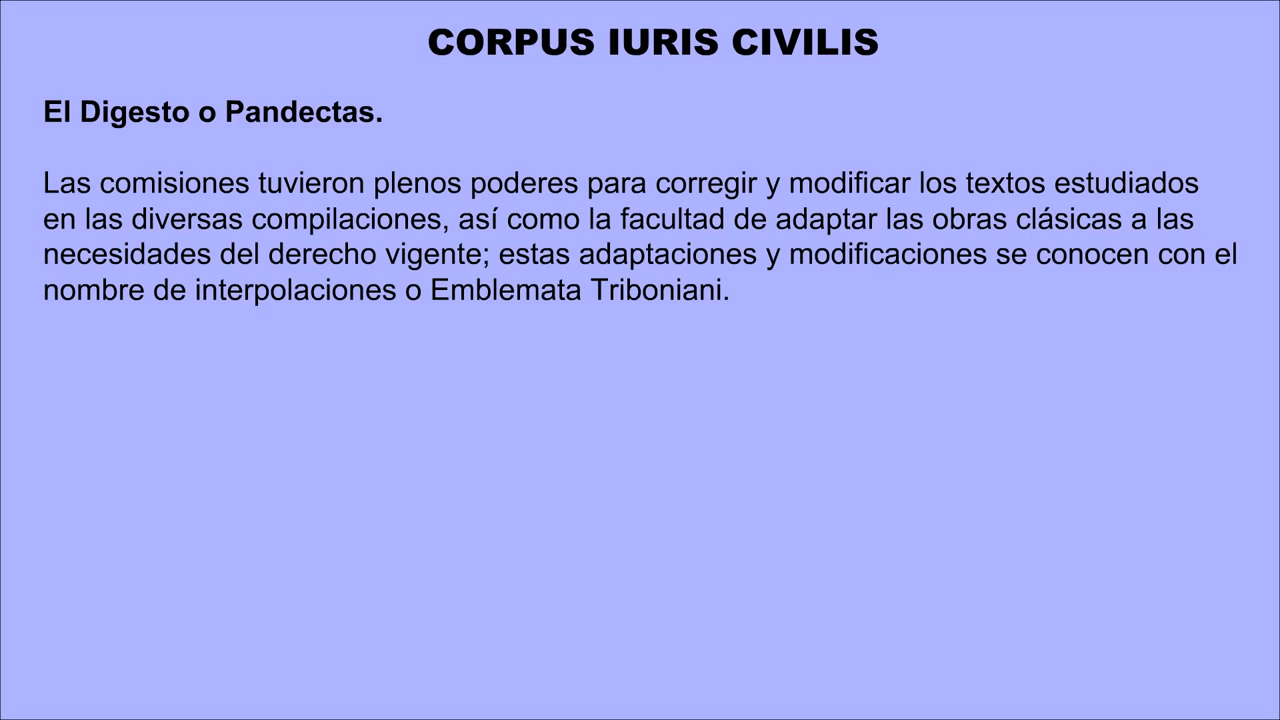 CORPUS IURIS CIVILIS
El Digesto o Pandectas.
Las comisiones tuvieron plenos poderes para corregir y modificar los textos estudiados
en las diversas compilaciones, así como la facultad de adaptar las obras clásicas a las
necesidades del derecho vigente; estas adaptaciones y modificaciones se conocen con el
nombre de interpolaciones o Emblemata Triboniani.